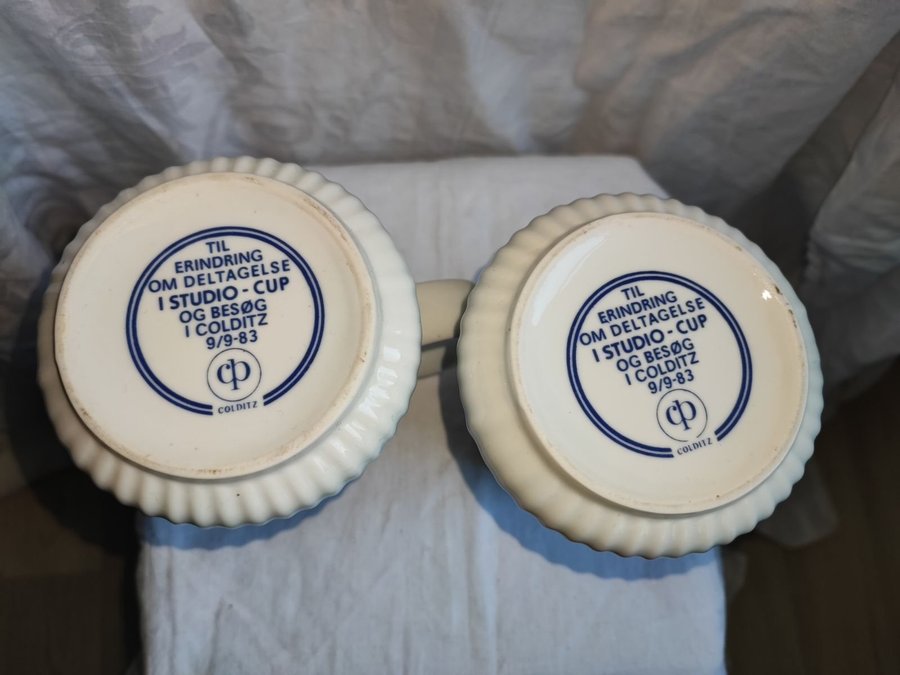 TIL
ERINDRING
OM DELTAGELSE
I STUDIO - CUP
OG BESØG
I COLDITZ
9/9-83
cp
COLDITZ
TIL
ERINDRING
OM DELTAGELSE
I STUDIO - CUP
OG BESØG
I COLDITZ
9/9-83
cp
COLDITZ